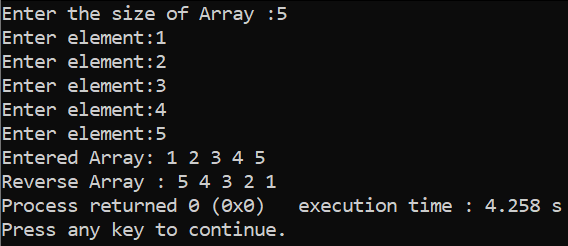 Enter the size of Array :5
Enter element:1
Enter element:2
Enter element:3
Enter element:4
Enter element:5
Entered Array: 1 2 3 4 5
Reverse Array : 5 4 3 2 1
Process returned 0 (0x0)   execution time : 4.258 s
Press any key to continue.